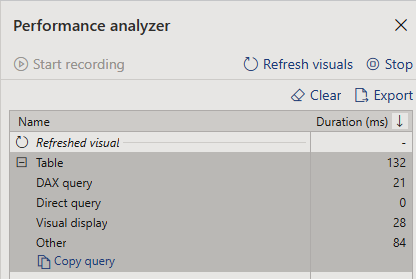 Performance analyzer
Start recording Refresh visuals Stop
Clear Export
Name Duration (ms)
Refreshed visual -
Table 132
DAX query 21
Direct query 0
Visual display 28
Other 84
Copy query